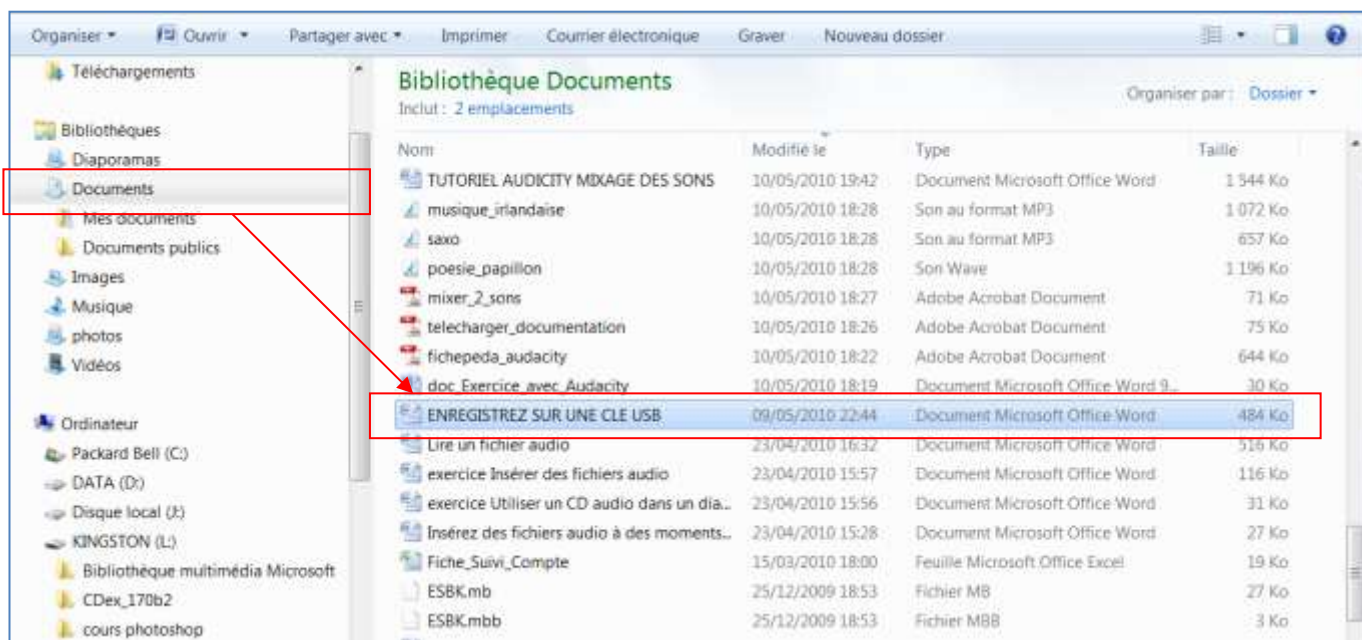 Organiser Ouvrir Partager avec Imprimer Courrier électronique Graver Nouveau dossier
Téléchargements
Bibliothèques
Diaporamas
Documents
Mes documents
Documents publics
Images
Musique
photos
Vidéos
Ordinateur
Packard Bell (C:)
DATA (D:)
Disque local (J:)
KINGSTON (L:)
Bibliothèque multimédia Microsoft
CDex_170b2
cours photoshop
Bibliothèque Documents
Inclut : 2 emplacements
Organiser par : Dossier
Nom Modifié le Type Taille
TUTORIEL AUDICITY MIXAGE DES SONS 10/05/2010 19:42 Document Microsoft Office Word 1 544 Ko
musique_irlandaise 10/05/2010 18:28 Son au format MP3 1 072 Ko
saxo 10/05/2010 18:28 Son au format MP3 657 Ko
poesie_papillon 10/05/2010 18:28 Son Wave 1 196 Ko
mixer_2_sons 10/05/2010 18:27 Adobe Acrobat Document 71 Ko
telecharger_documentation 10/05/2010 18:26 Adobe Acrobat Document 75 Ko
fichepeda_audacity 10/05/2010 18:22 Adobe Acrobat Document 644 Ko
doc_Exercice_avec_Audacity 10/05/2010 18:19 Document Microsoft Office Word 9... 30 Ko
ENREGISTREZ SUR UNE CLE USB 09/05/2010 22:44 Document Microsoft Office Word 484 Ko
Lire un fichier audio 23/04/2010 16:32 Document Microsoft Office Word 516 Ko
exercice Insérer des fichiers audio 23/04/2010 15:57 Document Microsoft Office Word 116 Ko
exercice Utiliser un CD audio dans un dia... 23/04/2010 15:56 Document Microsoft Office Word 31 Ko
Insérez des fichiers audio à des moments... 23/04/2010 15:28 Document Microsoft Office Word 27 Ko
Fiche_Suivi_Compte 15/03/2010 18:00 Feuille Microsoft Office Excel 19 Ko
ESBK.mb 25/12/2009 18:53 Fichier MB 27 Ko
ESBK.mbb 25/12/2009 18:53 Fichier MBB 3 Ko